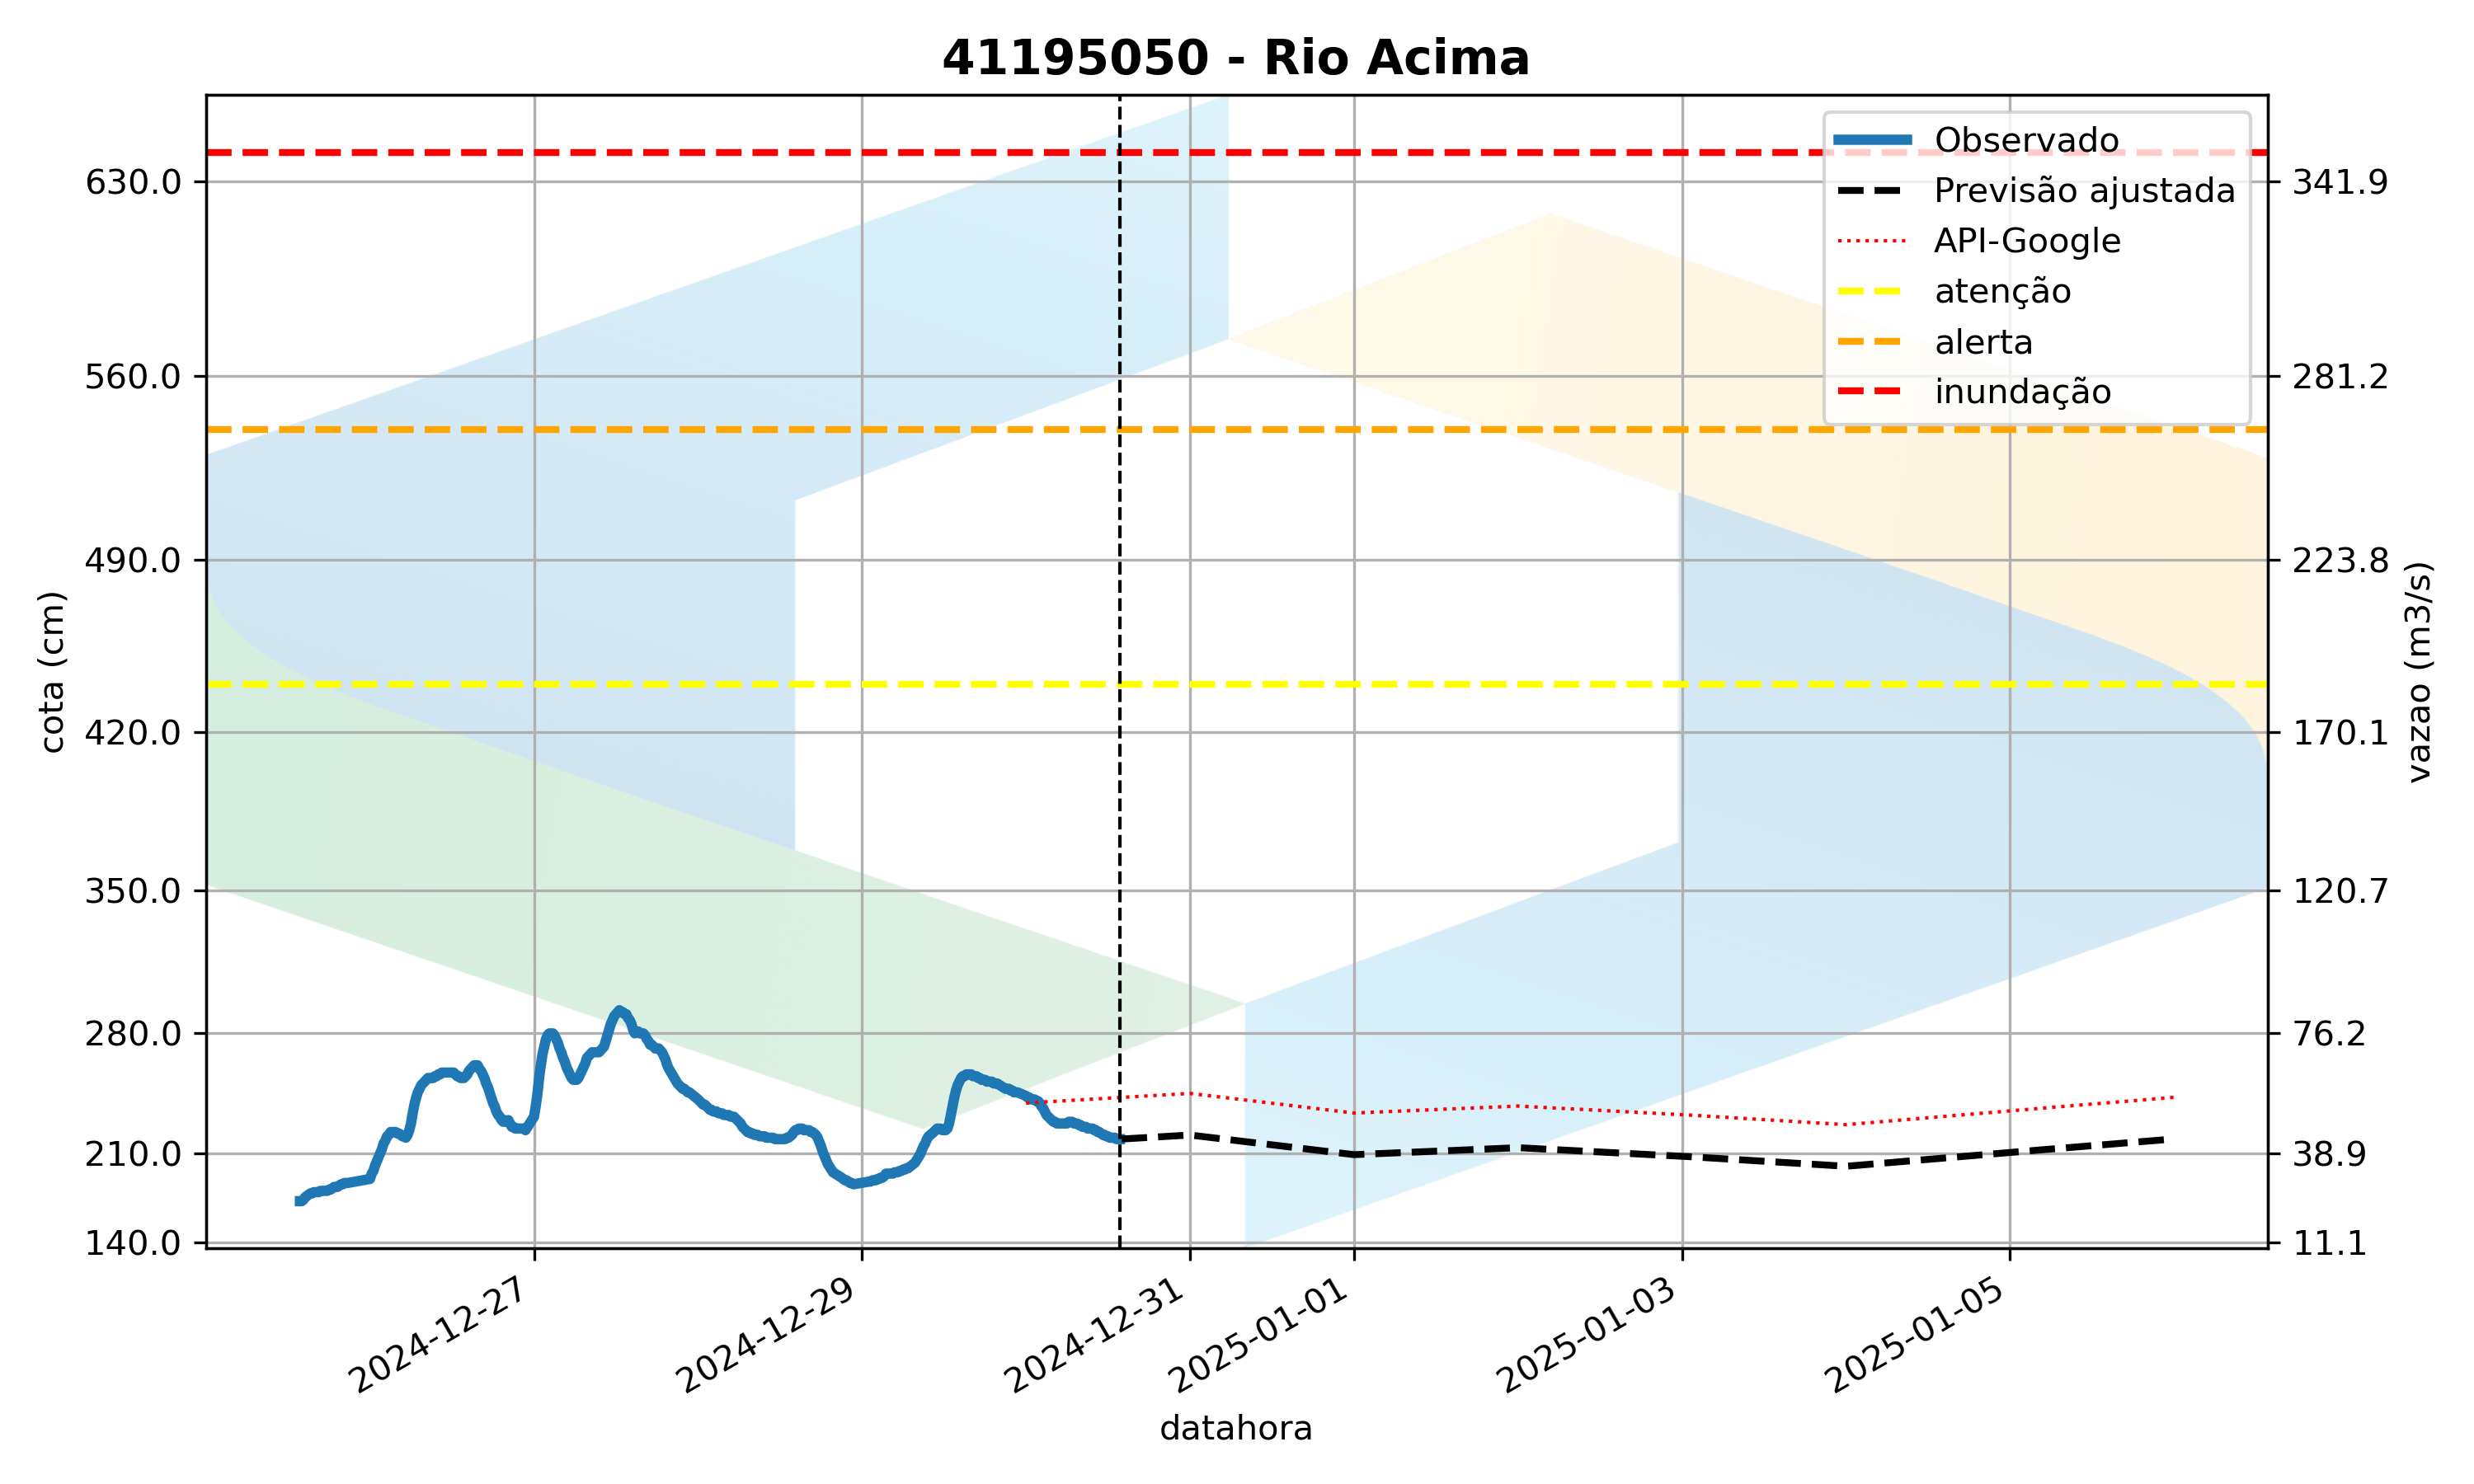 41195050 - Rio Acima
Observado
Previsão ajustada
API-Google
atenção
alerta
inundação
630.0
560.0
490.0
420.0
350.0
280.0
210.0
140.0
cota (cm)
341.9
281.2
223.8
170.1
120.7
76.2
38.9
11.1
vazao (m3/s)
2024-12-27
2024-12-29
2024-12-31
2025-01-01
2025-01-03
2025-01-05
datahora